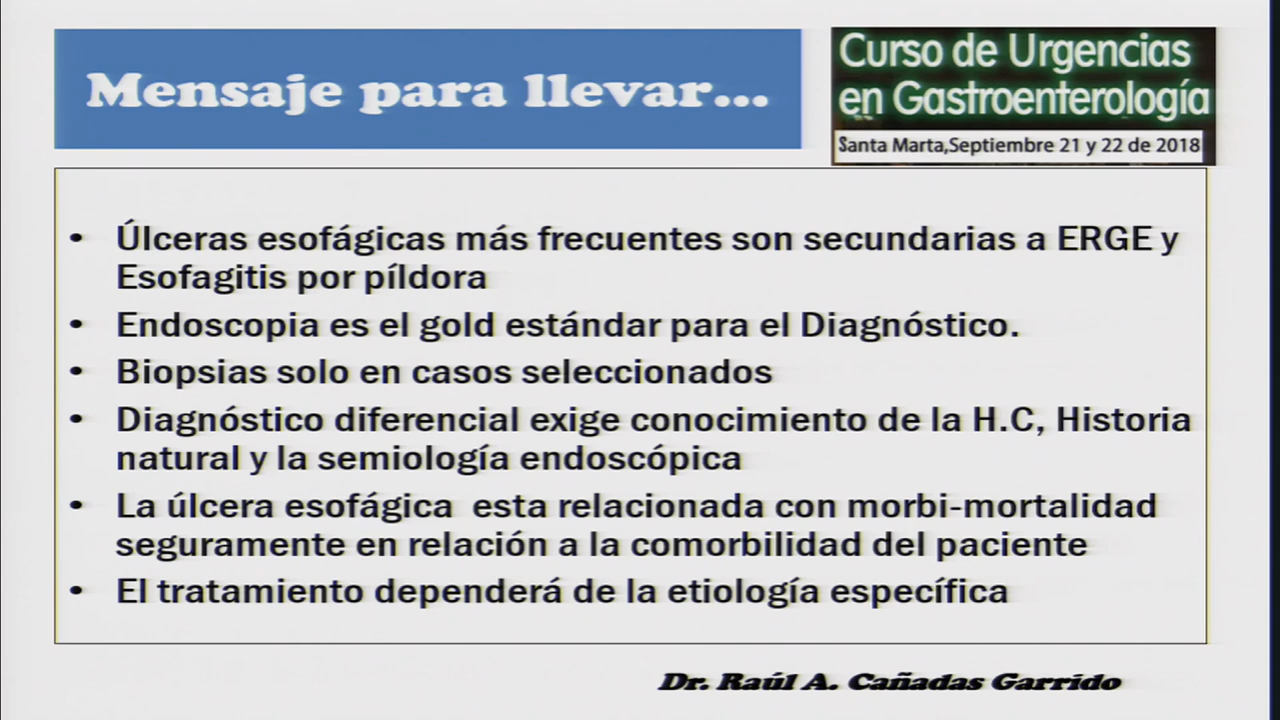 Mensaje para llevar...
Curso de Urgencias
en Gastroenterología
Santa Marta,Septiembre 21 y 22 de 2018
• Úlceras esofágicas más frecuentes son secundarias a ERGE y
Esofagitis por píldora
• Endoscopia es el gold estándar para el Diagnóstico.
• Biopsias solo en casos seleccionados
• Diagnóstico diferencial exige conocimiento de la H.C, Historia
natural y la semiología endoscópica
• La úlcera esofágica esta relacionada con morbi-mortalidad
seguramente en relación a la comorbilidad del paciente
• El tratamiento dependerá de la etiología específica
Dr. Raúl A. Cañadas Garrido